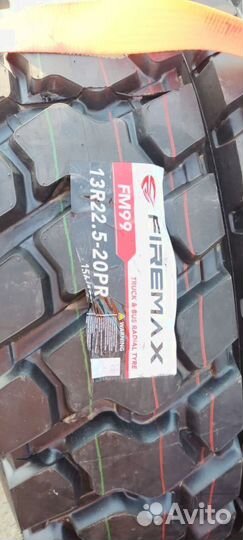 FIREMAX
TRUCK & BUS RADIAL TYRE
FM99
13R22.5-20PR
WARNING
Avito